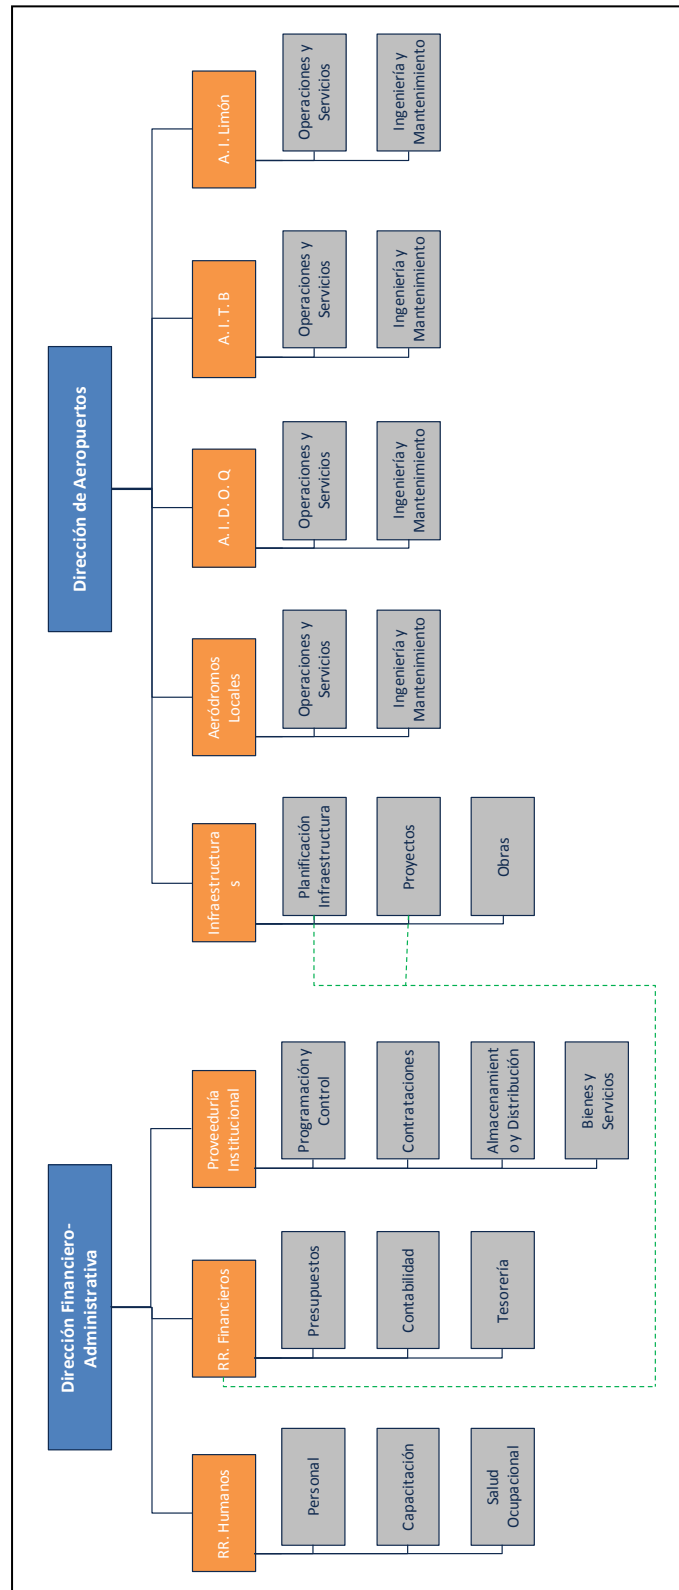 Dirección Financiero-
Administrativa
RR. Humanos
Personal
Capacitación
Salud
Ocupacional
RR. Financieros
Presupuestos
Contabilidad
Tesorería
Proveeduría
Institucional
Programación y
Control
Contrataciones
Almacenamient
o y Distribución
Bienes y
Servicios
Dirección de Aeropuertos
Infraestructura
s
Planificación
Infraestructura
Proyectos
Obras
Aeródromos
Locales
Operaciones y
Servicios
Ingeniería y
Mantenimiento
A. I. D. O. Q
Operaciones y
Servicios
Ingeniería y
Mantenimiento
A. I. T. B
Operaciones y
Servicios
Ingeniería y
Mantenimiento
A. I. Limón
Operaciones y
Servicios
Ingeniería y
Mantenimiento